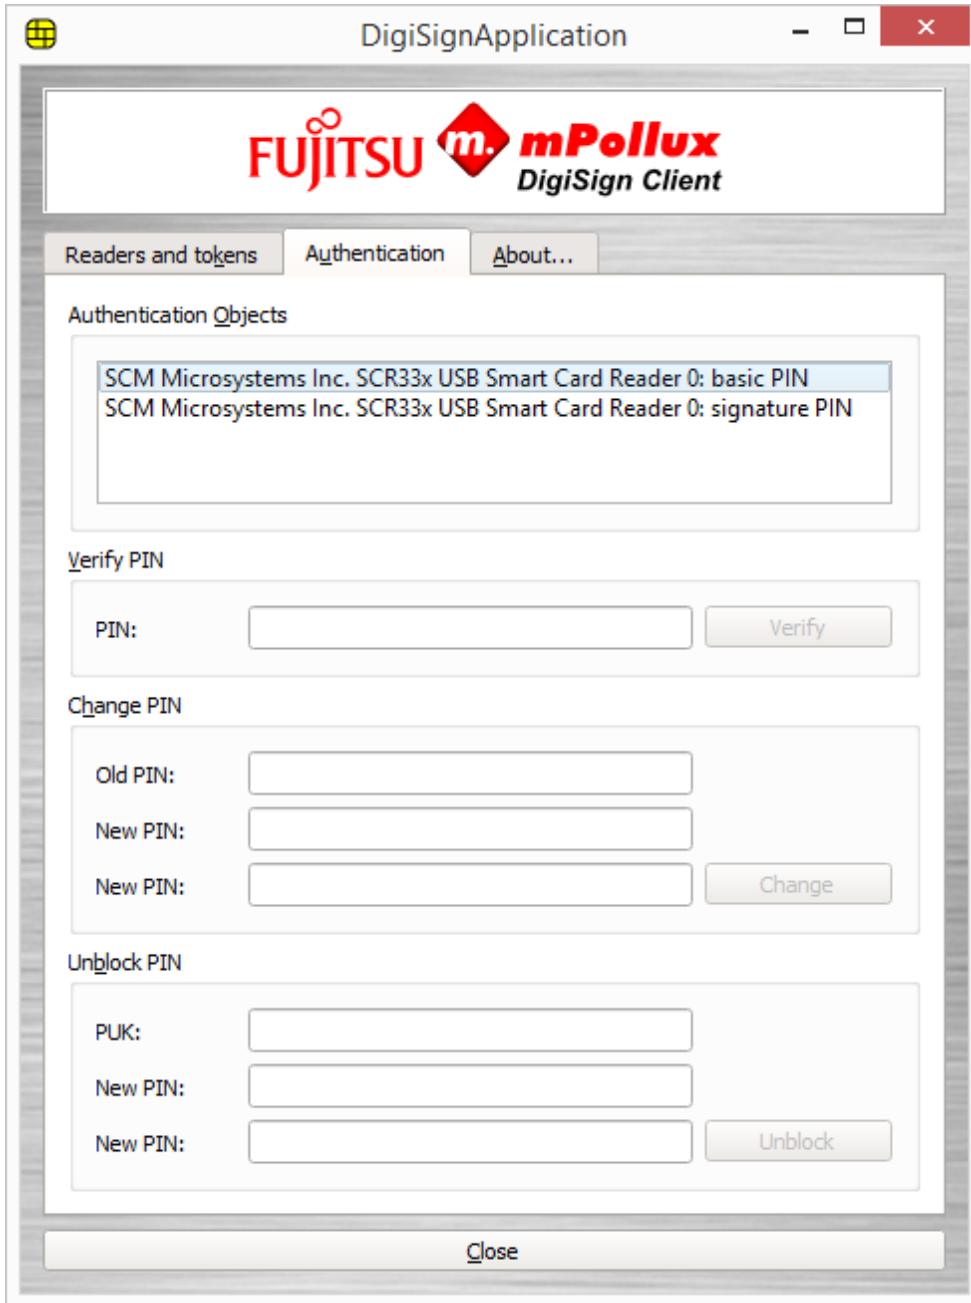 DigiSignApplication
FUJITSU m. mPollux
DigiSign Client
Readers and tokens Authentication About...
Authentication Objects
SCM Microsystems Inc. SCR33x USB Smart Card Reader 0: basic PIN
SCM Microsystems Inc. SCR33x USB Smart Card Reader 0: signature PIN
Verify PIN
PIN: Verify
Change PIN
Old PIN:
New PIN:
New PIN: Change
Unblock PIN
PUK:
New PIN:
New PIN: Unblock
Close